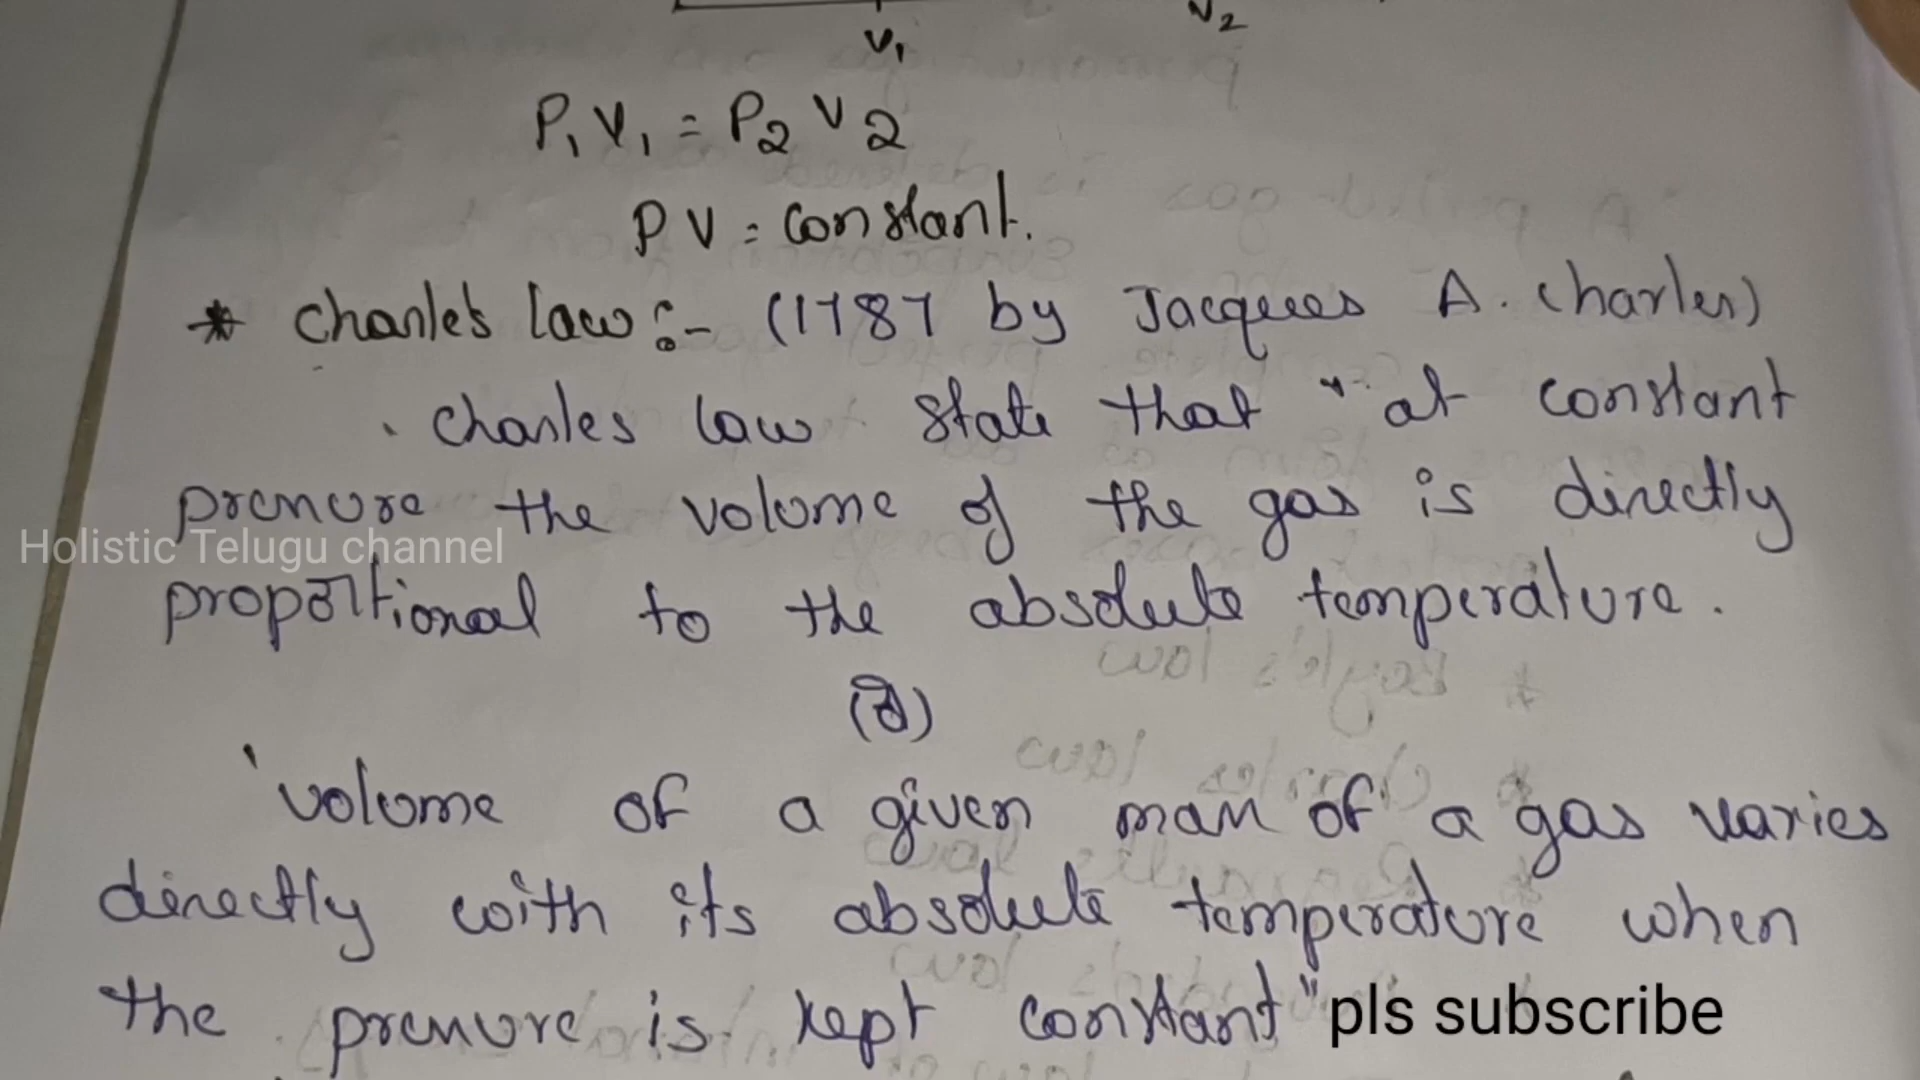 V₁ V₂
P₁V₁ = P₂V₂
PV = constant.
* Charle's law :- (1787 by Jacques A. Charles)
Charles law state that "at constant
pressure the volume of the gas is directly
Holistic Telugu channel
proportional to the absolute temperature.
(or)
'volume of a given mass of a gas varies
directly with its absolute temperature when
the pressure is kept constant"
pls subscribe